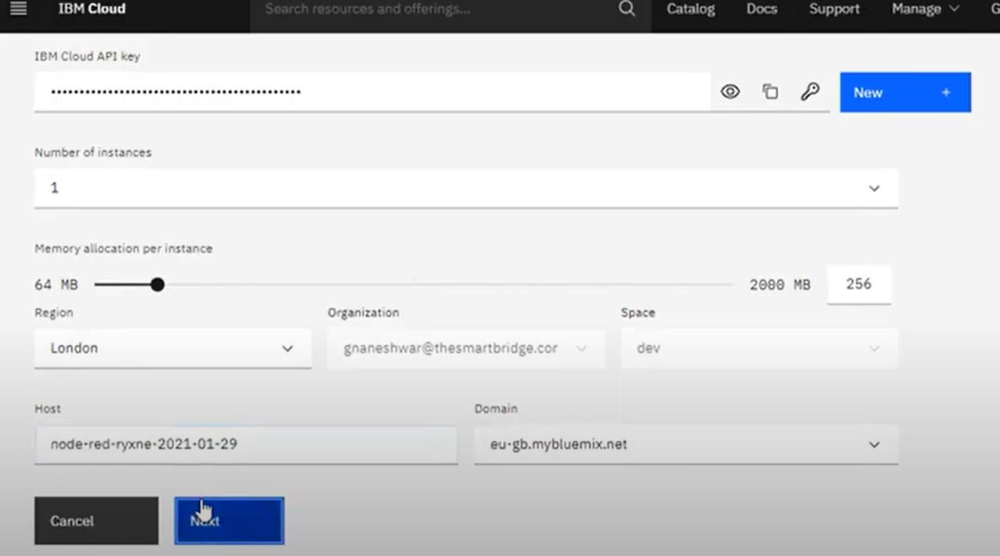 IBM Cloud Search resources and offerings... Catalog Docs Support Manage G
IBM Cloud API key
•••••••••••••••••••••••••••••••••••••••••••• New +
Number of instances
1
Memory allocation per instance
64 MB 2000 MB 256
Region Organization Space
London gnaneshwar@thesmartbridge.cor dev
Host Domain
node-red-ryxne-2021-01-29 eu-gb.mybluemix.net
Cancel Next